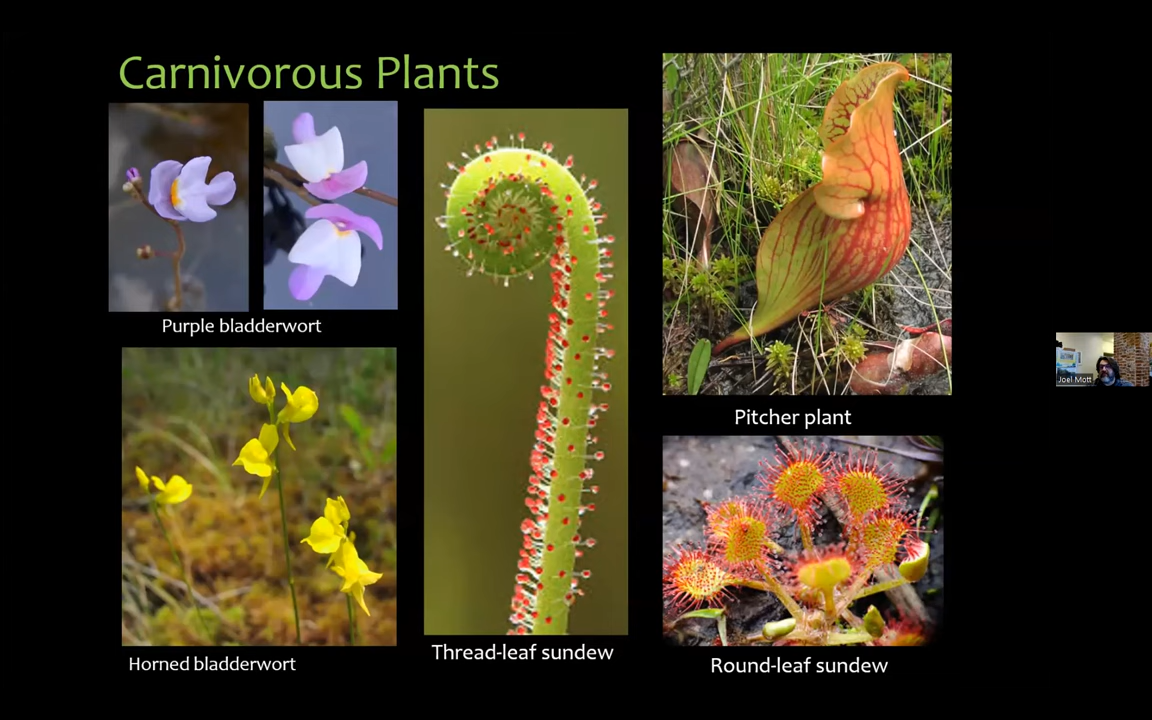 Carnivorous Plants
Purple bladderwort
Horned bladderwort
Thread-leaf sundew
Pitcher plant
Round-leaf sundew
Joel Mott